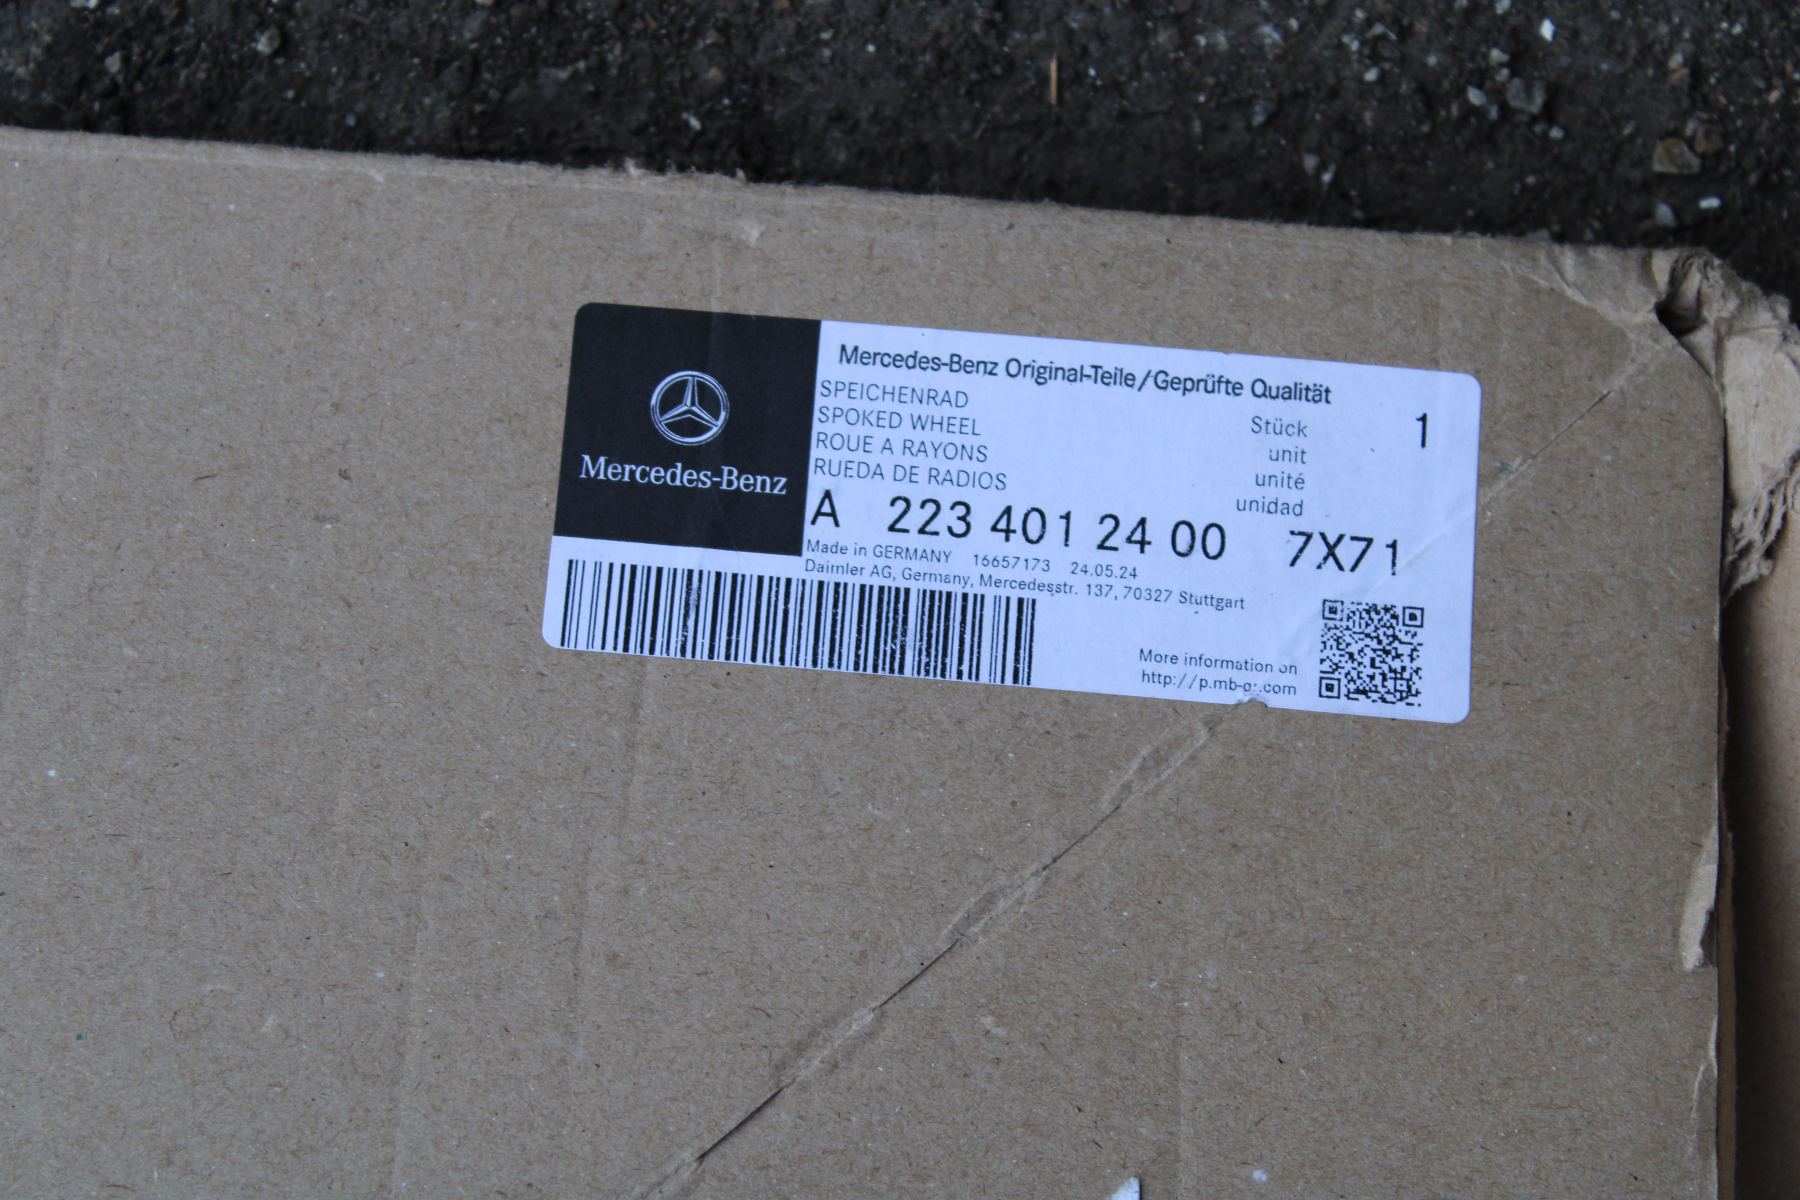 Mercedes-Benz
Mercedes-Benz Original-Teile/Geprüfte Qualität
SPEICHENRAD
SPOKED WHEEL
ROUE A RAYONS
RUEDA DE RADIOS
Stück 1
unit
unité
unidad
A 223 401 24 00 7X71
Made in GERMANY 16657173 24.05.24
Daimler AG, Germany, Mercedesstr. 137, 70327 Stuttgart
More information on